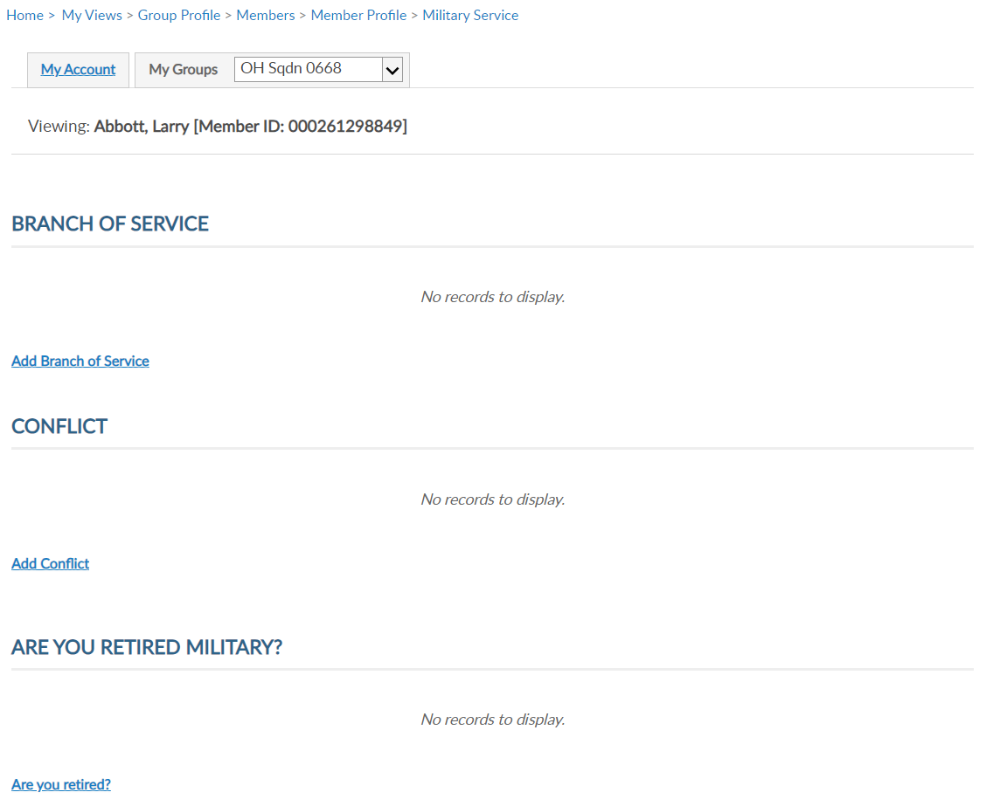 Home > My Views > Group Profile > Members > Member Profile > Military Service
My Account My Groups OH Sqdn 0668
Viewing: Abbott, Larry [Member ID: 000261298849]
BRANCH OF SERVICE
No records to display.
Add Branch of Service
CONFLICT
No records to display.
Add Conflict
ARE YOU RETIRED MILITARY?
No records to display.
Are you retired?